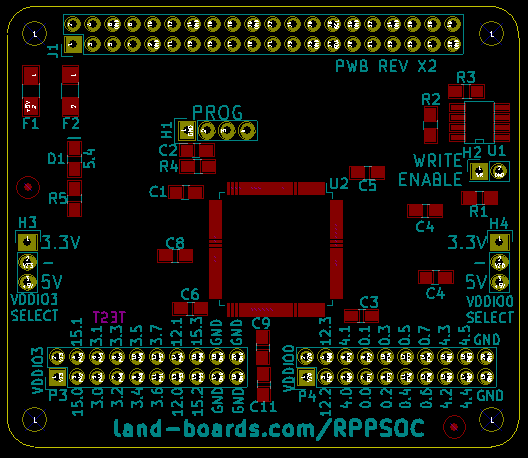 J1
PWB REV X2
F1
F2
PROG
H1
R3
R2
U1
H2
WRITE
ENABLE
D1
5.4
C2
R4
C1
U2
C5
R5
R1
C4
H3
3.3V
-
5V
VDDIO3
SELECT
H4
3.3V
-
5V
VDDIO0
SELECT
C8
C4
C6
C3
TEST
C9
C11
15.1 3.1 3.3 3.5 3.7 12.1 15.3 GND GND
VDDIO3
P3
15.0 3.0 3.2 3.4 3.6 12.0 15.2 GND GND
12.3 4.1 0.1 0.3 0.5 0.7 4.3 4.5 GND
VDDIO0
P4
12.2 4.0 0.0 0.2 0.4 0.6 4.2 4.4 GND
land-boards.com/RPPSOC